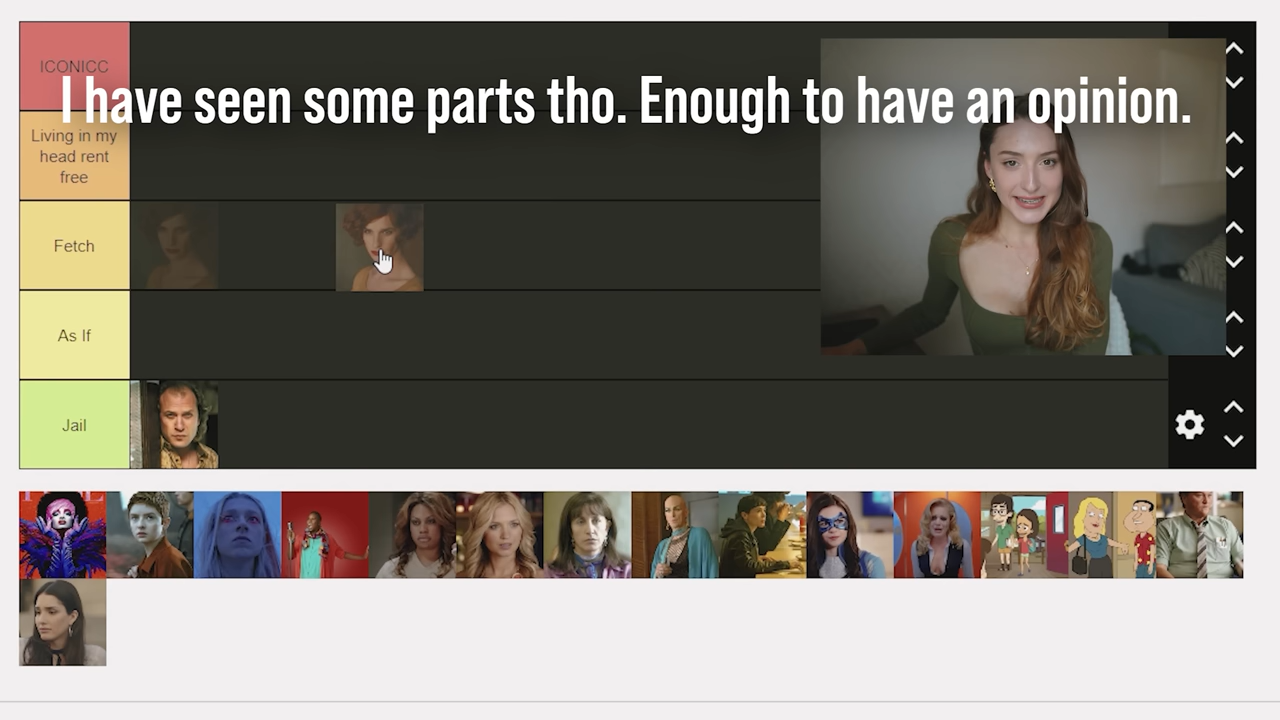 ICONICC
I have seen some parts tho. Enough to have an opinion.
Living in my
head rent
free
Fetch
As If
Jail